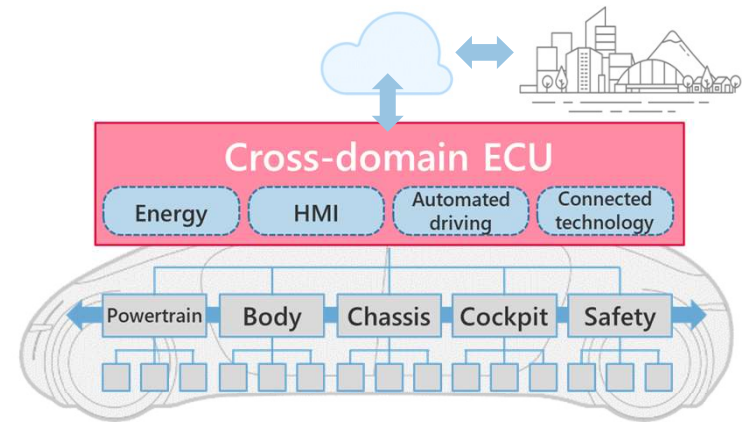 Cross-domain ECU
Energy
HMI
Automated
driving
Connected
technology
Powertrain
Body
Chassis
Cockpit
Safety